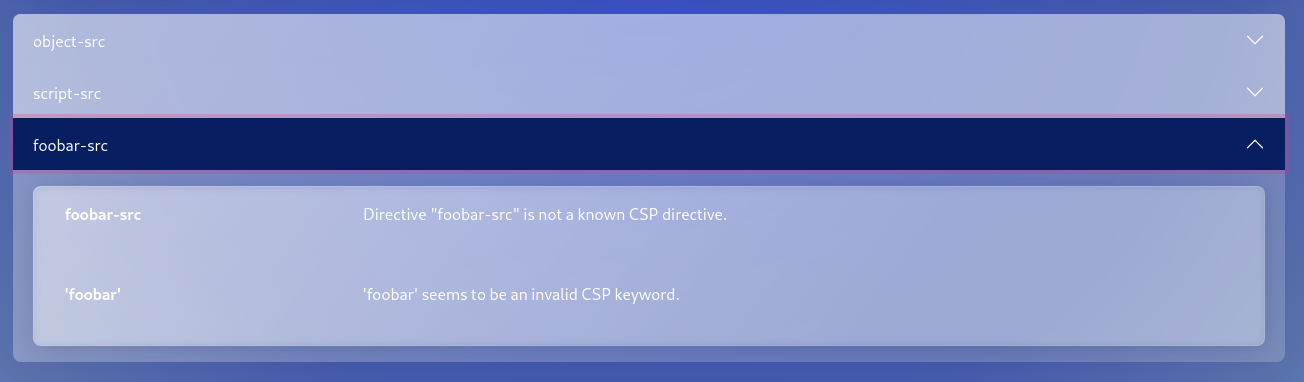 object-src
script-src
foobar-src
foobar-src Directive "foobar-src" is not a known CSP directive.
'foobar' 'foobar' seems to be an invalid CSP keyword.